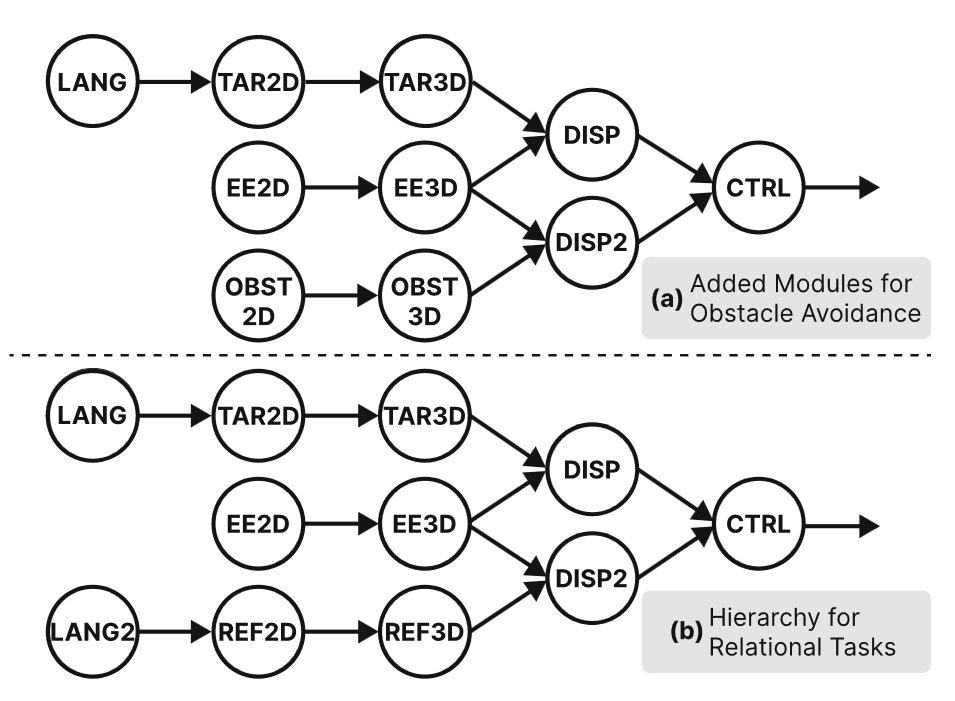 LANG
TAR2D
TAR3D
DISP
EE2D
EE3D
CTRL
DISP2
OBST
2D
OBST
3D
(a) Added Modules for
Obstacle Avoidance
LANG
TAR2D
TAR3D
DISP
EE2D
EE3D
CTRL
DISP2
LANG2
REF2D
REF3D
(b) Hierarchy for
Relational Tasks